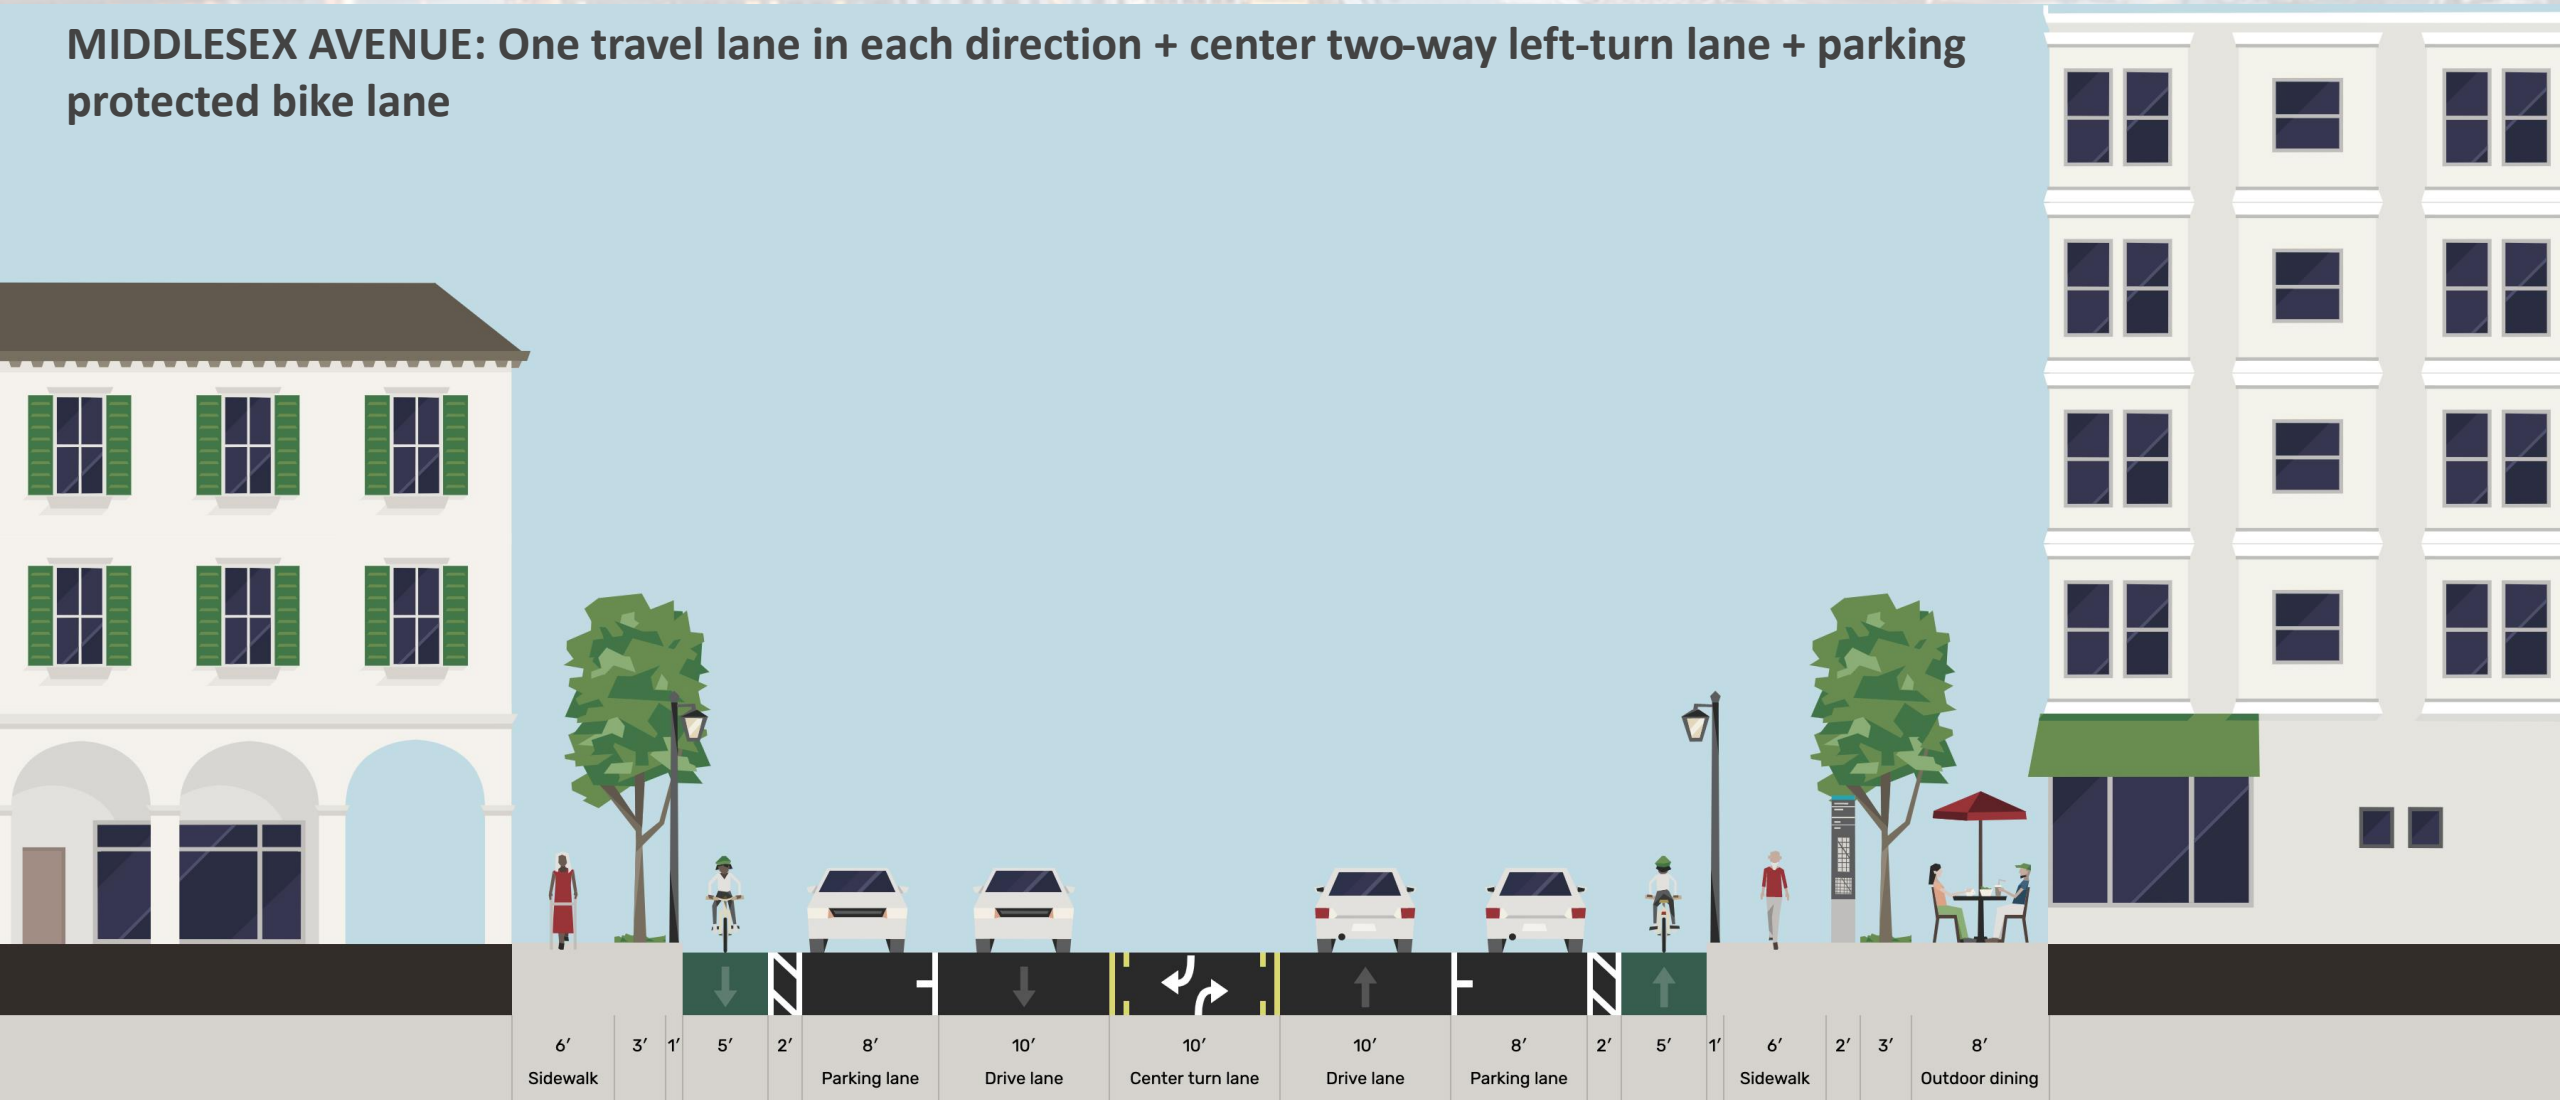 MIDDLESEX AVENUE: One travel lane in each direction + center two-way left-turn lane + parking
protected bike lane
6′ 3′ 1′ 5′ 2′ 8′ 10′ 10′ 10′ 8′ 2′ 5′ 1′ 6′ 2′ 3′ 8′
Sidewalk Parking lane Drive lane Center turn lane Drive lane Parking lane Sidewalk Outdoor dining